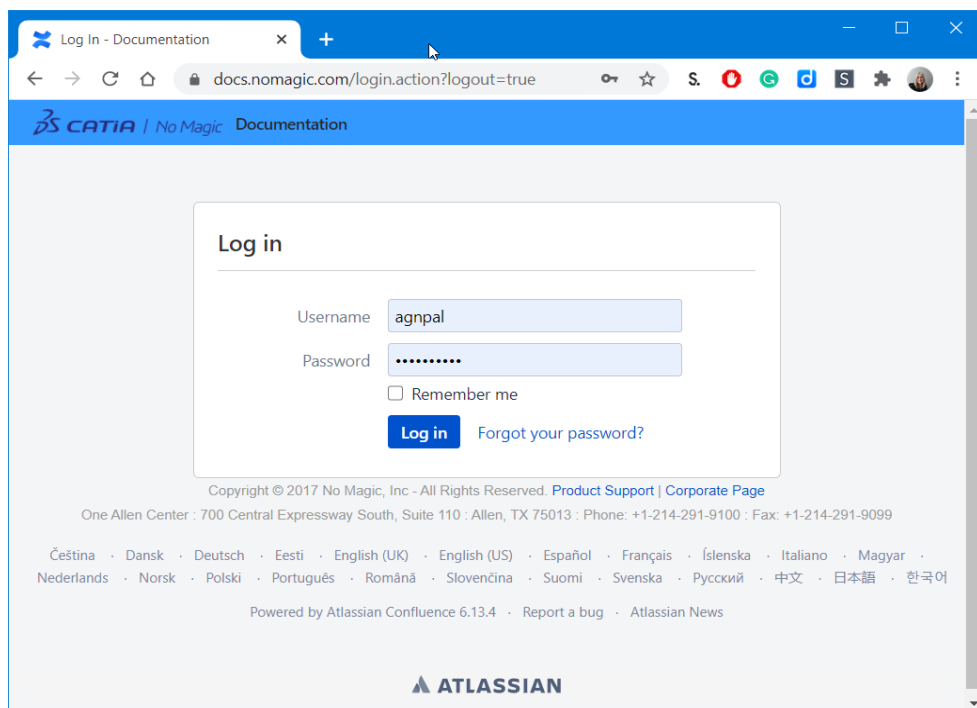 Log In - Documentation
docs.nomagic.com/login.action?logout=true
S.
G
d
S
3S CATIA | No Magic Documentation
Log in
Username agnpal
Password ••••••••••
Remember me
Log in Forgot your password?
Copyright © 2017 No Magic, Inc - All Rights Reserved. Product Support | Corporate Page
One Allen Center : 700 Central Expressway South, Suite 110 : Allen, TX 75013 : Phone: +1-214-291-9100 : Fax: +1-214-291-9099
Čeština · Dansk · Deutsch · Eesti · English (UK) · English (US) · Español · Français · Íslenska · Italiano · Magyar ·
Nederlands · Norsk · Polski · Português · Română · Slovenčina · Suomi · Svenska · Русский · 中文 · 日本語 · 한국어
Powered by Atlassian Confluence 6.13.4 · Report a bug · Atlassian News
ATLASSIAN